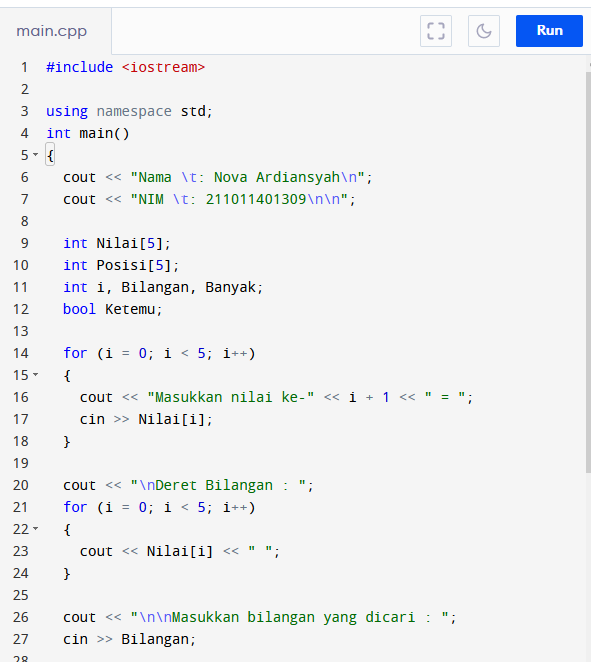 main.cpp
Run
1 #include <iostream>
2
3 using namespace std;
4 int main()
5 {
6 cout << "Nama \t: Nova Ardiansyah\n";
7 cout << "NIM \t: 211011401309\n\n";
8
9 int Nilai[5];
10 int Posisi[5];
11 int i, Bilangan, Banyak;
12 bool Ketemu;
13
14 for (i = 0; i < 5; i++)
15 {
16 cout << "Masukkan nilai ke-" << i + 1 << " = ";
17 cin >> Nilai[i];
18 }
19
20 cout << "\nDeret Bilangan : ";
21 for (i = 0; i < 5; i++)
22 {
23 cout << Nilai[i] << " ";
24 }
25
26 cout << "\n\nMasukkan bilangan yang dicari : ";
27 cin >> Bilangan;
28